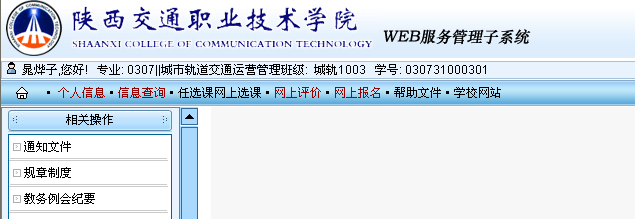 陕西交通职业技术学院
SHAANXI COLLEGE OF COMMUNICATION TECHNOLOGY
WEB服务管理子系统
晁烨子,您好! 专业: 0307||城市轨道交通运营管理班级: 城轨1003 学号: 030731000301
▪ 个人信息 ▪ 信息查询 ▪ 任选课网上选课 ▪ 网上评价 ▪ 网上报名 ▪ 帮助文件 ▪ 学校网站
相关操作
通知文件
规章制度
教务例会纪要